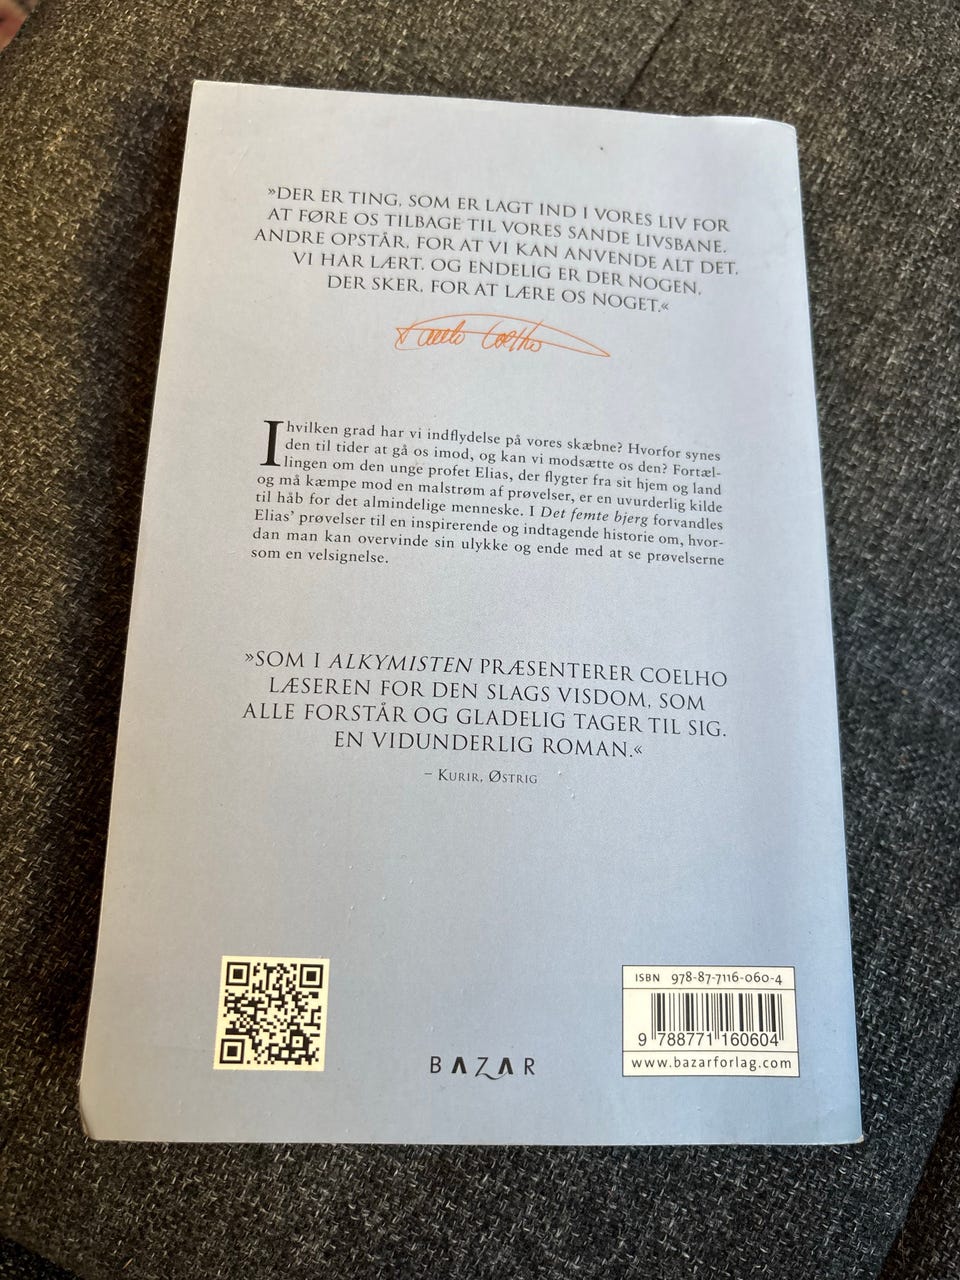 »DER ER TING, SOM ER LAGT IND I VORES LIV FOR
AT FØRE OS TILBAGE TIL VORES SANDE LIVSBANE.
ANDRE OPSTÅR, FOR AT VI KAN ANVENDE ALT DET,
VI HAR LÆRT, OG ENDELIG ER DER NOGEN,
DER SKER, FOR AT LÆRE OS NOGET.«
Paulo Coelho
I hvilken grad har vi indflydelse på vores skæbne? Hvorfor synes
den til tider at gå os imod, og kan vi modsætte os den? Fortæl-
lingen om den unge profet Elias, der flygter fra sit hjem og land
og må kæmpe mod en malstrøm af prøvelser, er en uvurderlig kilde
til håb for det almindelige menneske. I Det femte bjerg forvandles
Elias’ prøvelser til en inspirerende og indtagende historie om, hvor-
dan man kan overvinde sin ulykke og ende med at se prøvelserne
som en velsignelse.
»SOM I ALKYMISTEN PRÆSENTERER COELHO
LÆSEREN FOR DEN SLAGS VISDOM, SOM
ALLE FORSTÅR OG GLADELIG TAGER TIL SIG.
EN VIDUNDERLIG ROMAN.«
– KURIR, ØSTRIG
BAZAR
ISBN 978-87-7116-060-4
9 788771 160604
www.bazarforlag.com